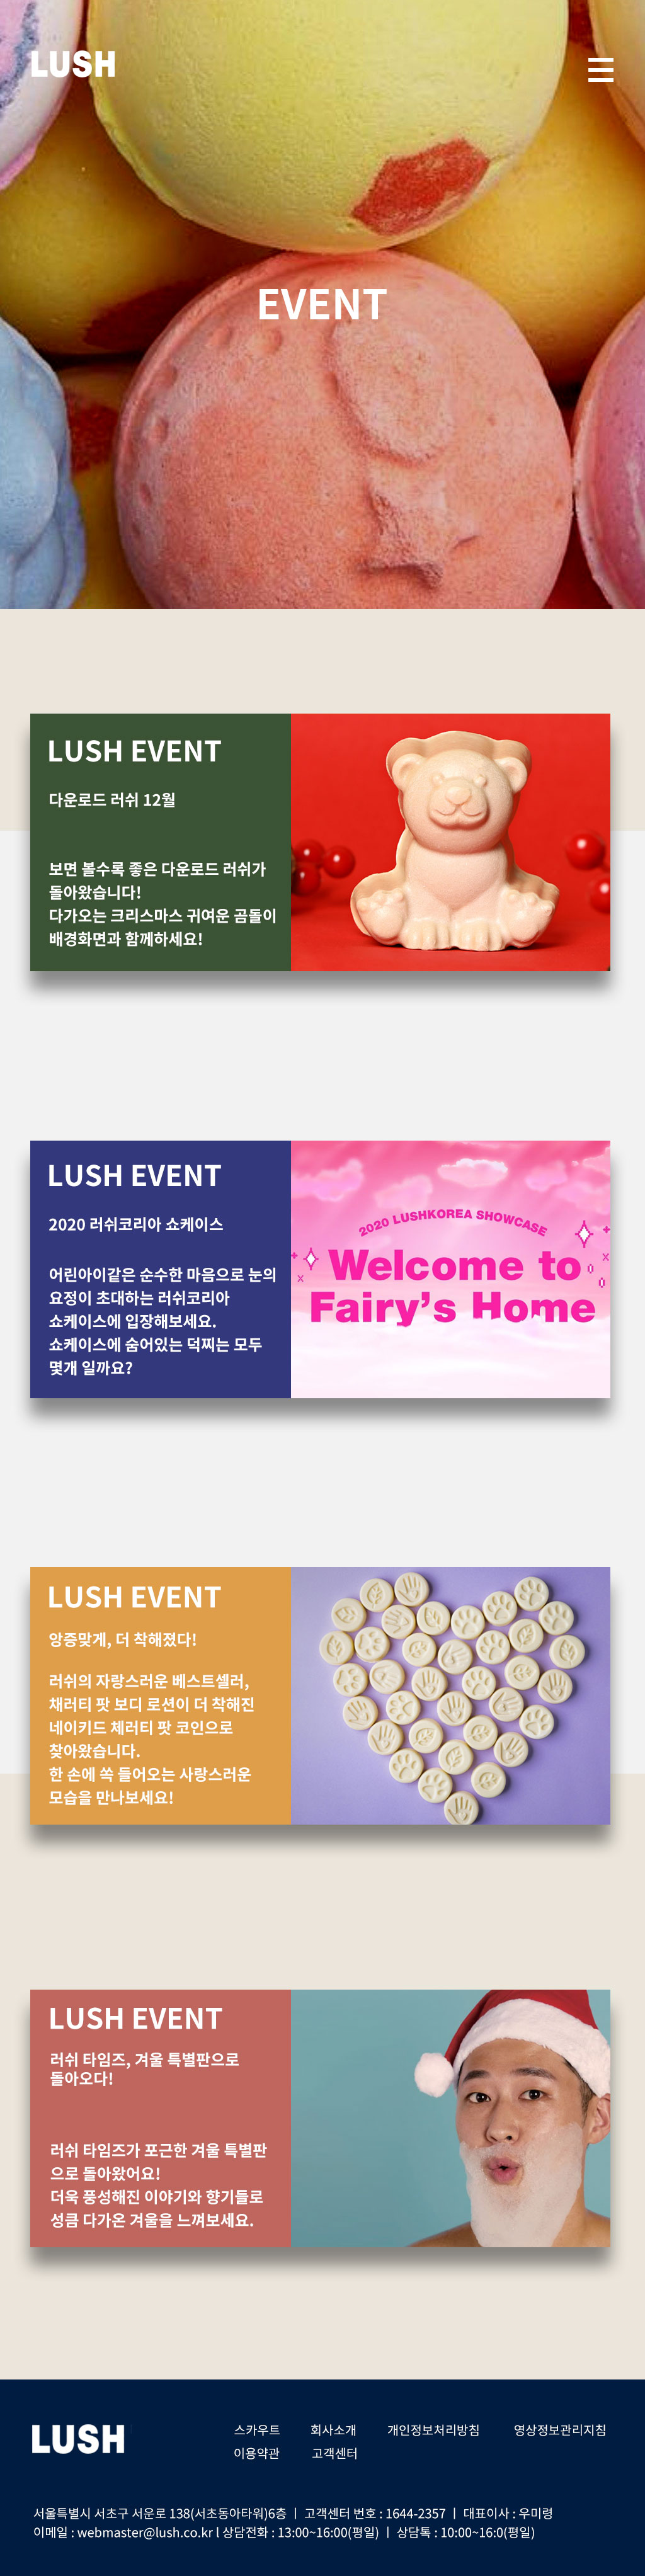 LUSH
EVENT
LUSH EVENT
다운로드 러쉬 12월
보면 볼수록 좋은 다운로드 러쉬가
돌아왔습니다!
다가오는 크리스마스 귀여운 곰돌이
배경화면과 함께하세요!
LUSH EVENT
2020 러쉬코리아 쇼케이스
어린아이같은 순수한 마음으로 눈의
요정이 초대하는 러쉬코리아
쇼케이스에 입장해보세요.
쇼케이스에 숨어있는 덕찌는 모두
몇개 일까요?
2020 LUSHKOREA SHOWCASE
Welcome to
Fairy's Home
LUSH EVENT
앙증맞게, 더 착해졌다!
러쉬의 자랑스러운 베스트셀러,
채러티 팟 보디 로션이 더 착해진
네이키드 체러티 팟 코인으로
찾아왔습니다.
한 손에 쏙 들어오는 사랑스러운
모습을 만나보세요!
LUSH EVENT
러쉬 타임즈, 겨울 특별판으로
돌아오다!
러쉬 타임즈가 포근한 겨울 특별판
으로 돌아왔어요!
더욱 풍성해진 이야기와 향기들로
성큼 다가온 겨울을 느껴보세요.
LUSH
스카우트 회사소개 개인정보처리방침 영상정보관리지침
이용약관 고객센터
서울특별시 서초구 서운로 138(서초동아타워)6층 ㅣ 고객센터 번호 : 1644-2357 ㅣ 대표이사 : 우미령
이메일 : webmaster@lush.co.kr l 상담전화 : 13:00~16:00(평일) ㅣ 상담톡 : 10:00~16:0(평일)